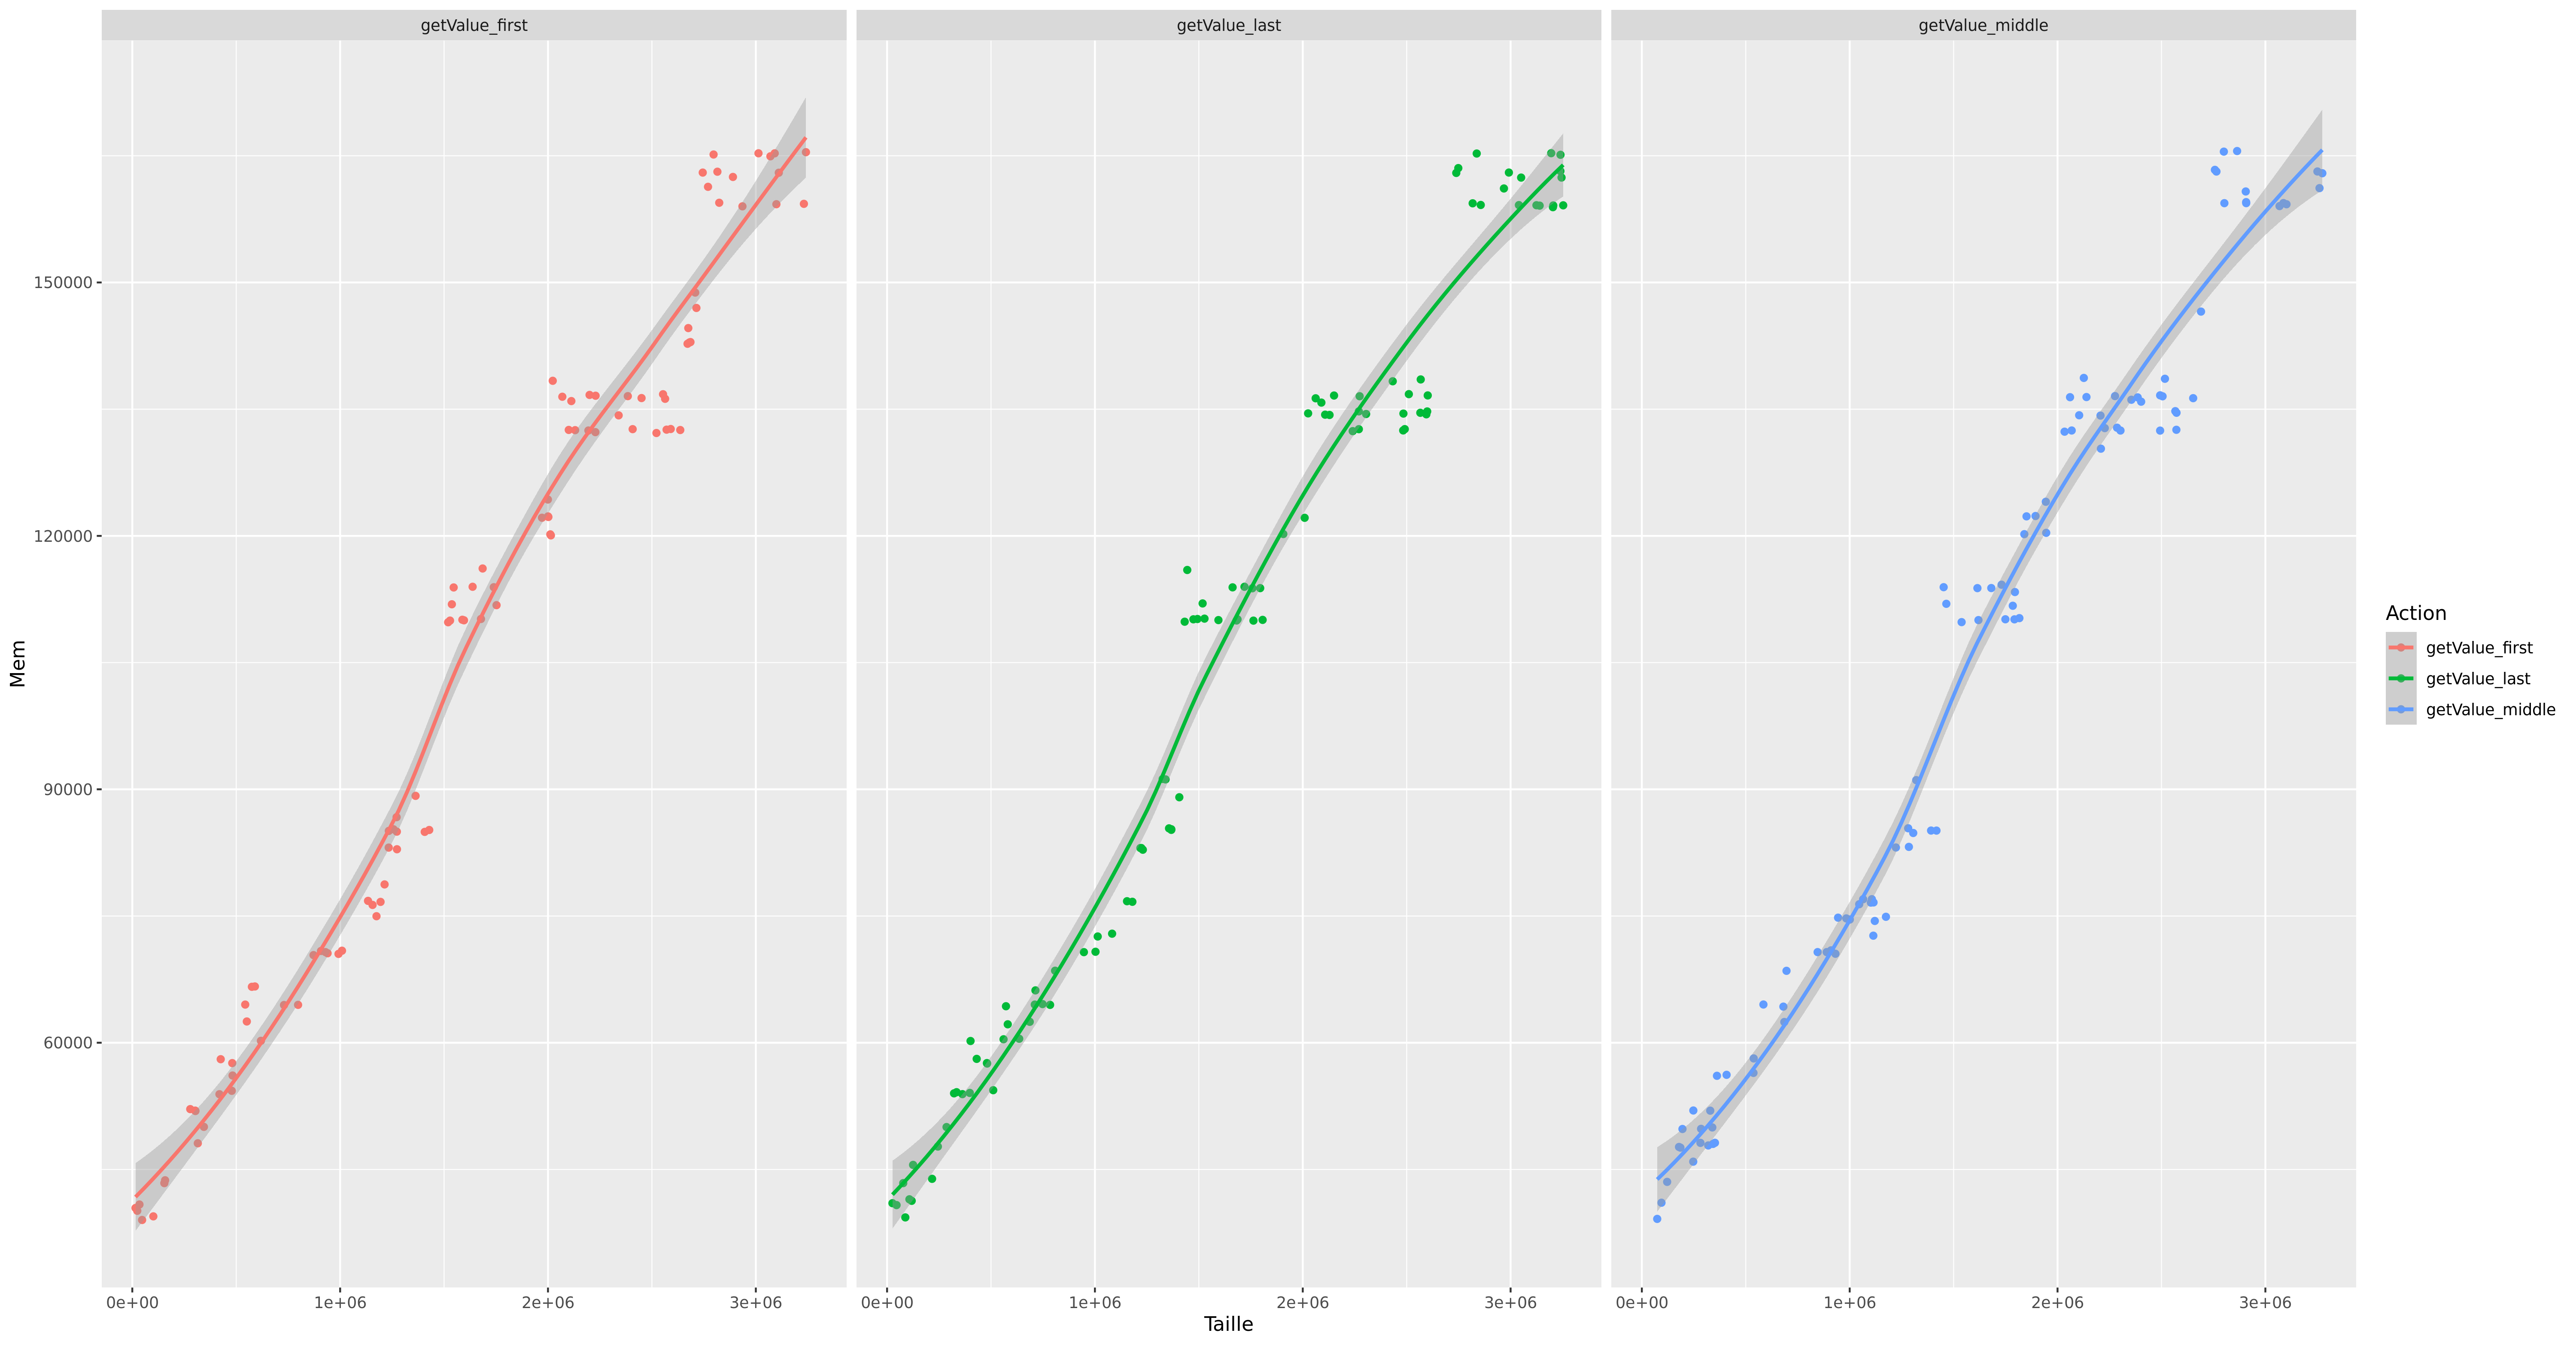 getValue_first
getValue_last
getValue_middle
Mem
150000
120000
90000
60000
0e+00
1e+06
2e+06
3e+06
0e+00
1e+06
2e+06
3e+06
0e+00
1e+06
2e+06
3e+06
Taille
Action
getValue_first
getValue_last
getValue_middle